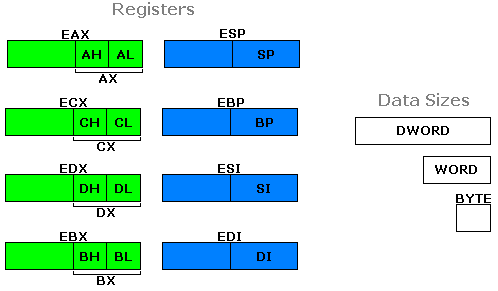 Registers
EAX
AH AL
AX
ESP
SP
ECX
CH CL
CX
EBP
BP
EDX
DH DL
DX
ESI
SI
EBX
BH BL
BX
EDI
DI
Data Sizes
DWORD
WORD
BYTE